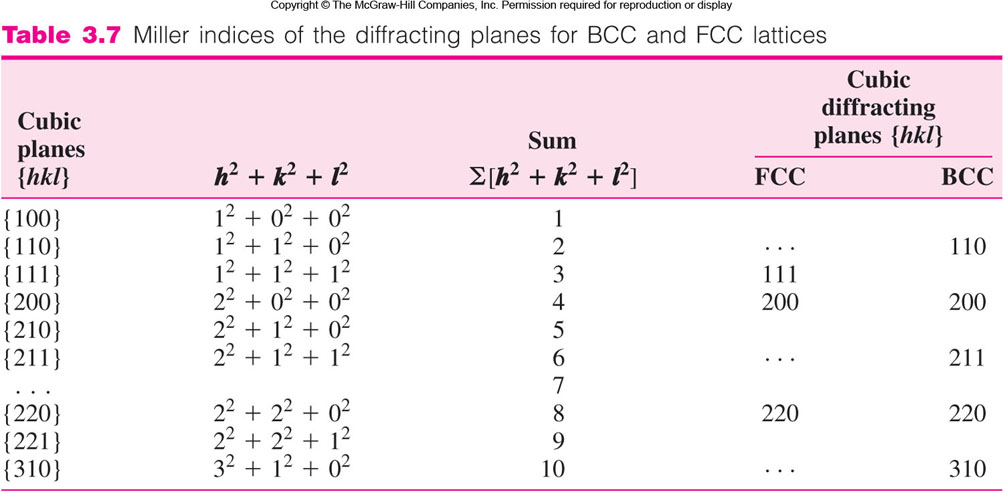 Copyright © The McGraw-Hill Companies, Inc. Permission required for reproduction or display
Table 3.7 Miller indices of the diffracting planes for BCC and FCC lattices
Cubic planes {hkl} h² + k² + l² Sum Σ[h² + k² + l²] Cubic diffracting planes {hkl}
FCC BCC
{100} 1² + 0² + 0² 1
{110} 1² + 1² + 0² 2 . . . 110
{111} 1² + 1² + 1² 3 111
{200} 2² + 0² + 0² 4 200 200
{210} 2² + 1² + 0² 5
{211} 2² + 1² + 1² 6 . . . 211
. . . 7
{220} 2² + 2² + 0² 8 220 220
{221} 2² + 2² + 1² 9
{310} 3² + 1² + 0² 10 . . . 310